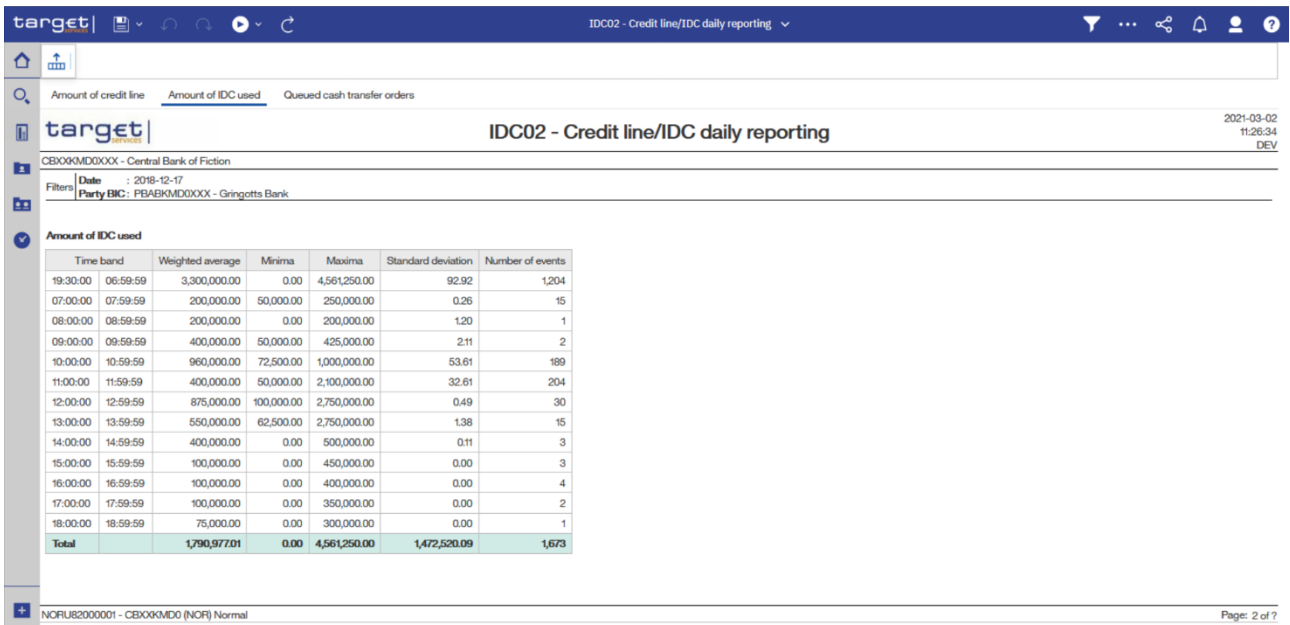 target services IDC02 - Credit line/IDC daily reporting
Amount of credit line Amount of IDC used Queued cash transfer orders
target services IDC02 - Credit line/IDC daily reporting 2021-03-02
11:26:34
DEV
CBXXKMD0XXX - Central Bank of Fiction
Filters Date : 2018-12-17
Party BIC : PBABKMD0XXX - Gringotts Bank
Amount of IDC used
Time band Weighted average Minima Maxima Standard deviation Number of events
19:30:00 06:59:59 3,300,000.00 0.00 4,561,250.00 92.92 1,204
07:00:00 07:59:59 200,000.00 50,000.00 250,000.00 0.26 15
08:00:00 08:59:59 200,000.00 0.00 200,000.00 1.20 1
09:00:00 09:59:59 400,000.00 50,000.00 425,000.00 2.11 2
10:00:00 10:59:59 960,000.00 72,500.00 1,000,000.00 53.61 189
11:00:00 11:59:59 400,000.00 50,000.00 2,100,000.00 32.61 204
12:00:00 12:59:59 875,000.00 100,000.00 2,750,000.00 0.49 30
13:00:00 13:59:59 550,000.00 62,500.00 2,750,000.00 1.38 15
14:00:00 14:59:59 400,000.00 0.00 500,000.00 0.11 3
15:00:00 15:59:59 100,000.00 0.00 450,000.00 0.00 3
16:00:00 16:59:59 100,000.00 0.00 400,000.00 0.00 4
17:00:00 17:59:59 100,000.00 0.00 350,000.00 0.00 2
18:00:00 18:59:59 75,000.00 0.00 300,000.00 0.00 1
Total 1,790,977.01 0.00 4,561,250.00 1,472,520.09 1,673
NORU82000001 - CBXXKMD0 (NOR) Normal Page: 2 of ?